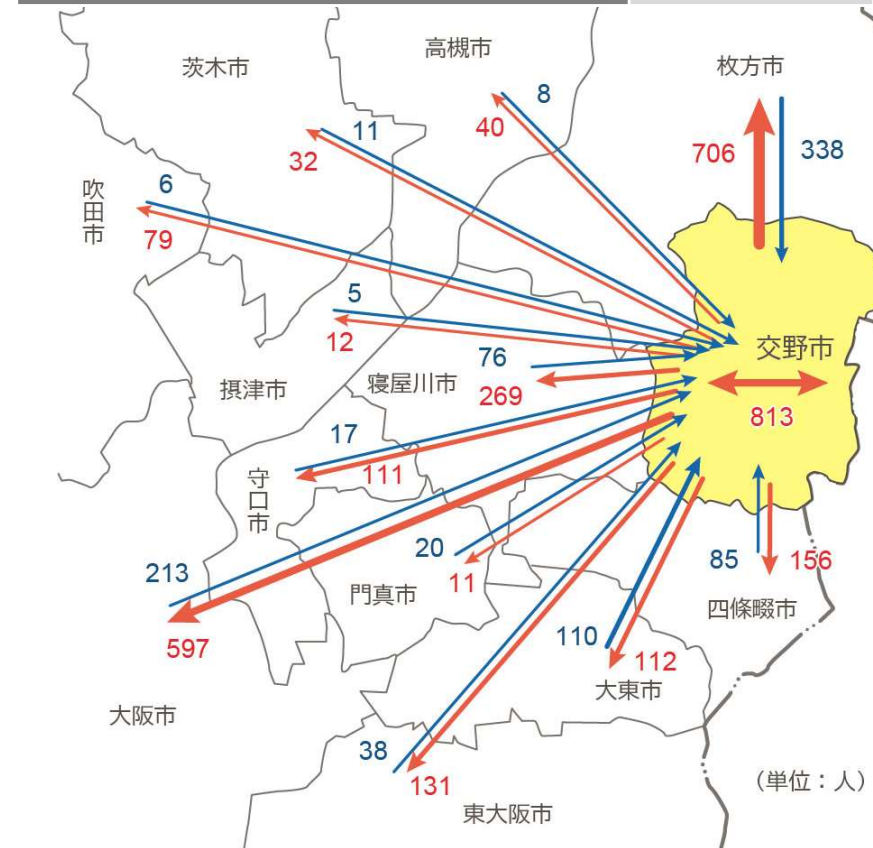 高槻市
茨木市
枚方市
8
40
11
32
706
338
吹田市
6
79
5
12
交野市
76
寝屋川市
269
摂津市
813
17
111
守口市
213
20
11
85
156
門真市
四條畷市
597
110
112
大東市
大阪市
38
131
(単位：人)
東大阪市